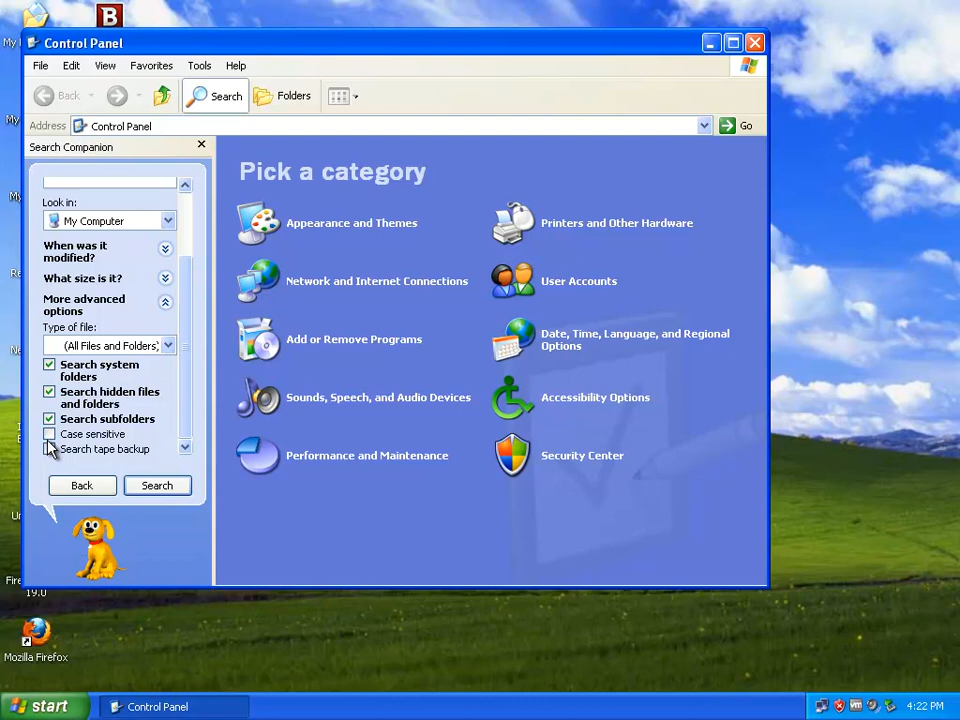 B
Control Panel
File Edit View Favorites Tools Help
Back Search Folders
Address Control Panel Go
Search Companion
Look in:
My Computer
When was it
modified?
What size is it?
More advanced
options
Type of file:
(All Files and Folders)
Search system
folders
Search hidden files
and folders
Search subfolders
Case sensitive
Search tape backup
Back Search
Pick a category
Appearance and Themes
Printers and Other Hardware
Network and Internet Connections
User Accounts
Add or Remove Programs
Date, Time, Language, and Regional
Options
Sounds, Speech, and Audio Devices
Accessibility Options
Performance and Maintenance
Security Center
19.0
Mozilla Firefox
start Control Panel 4:22 PM